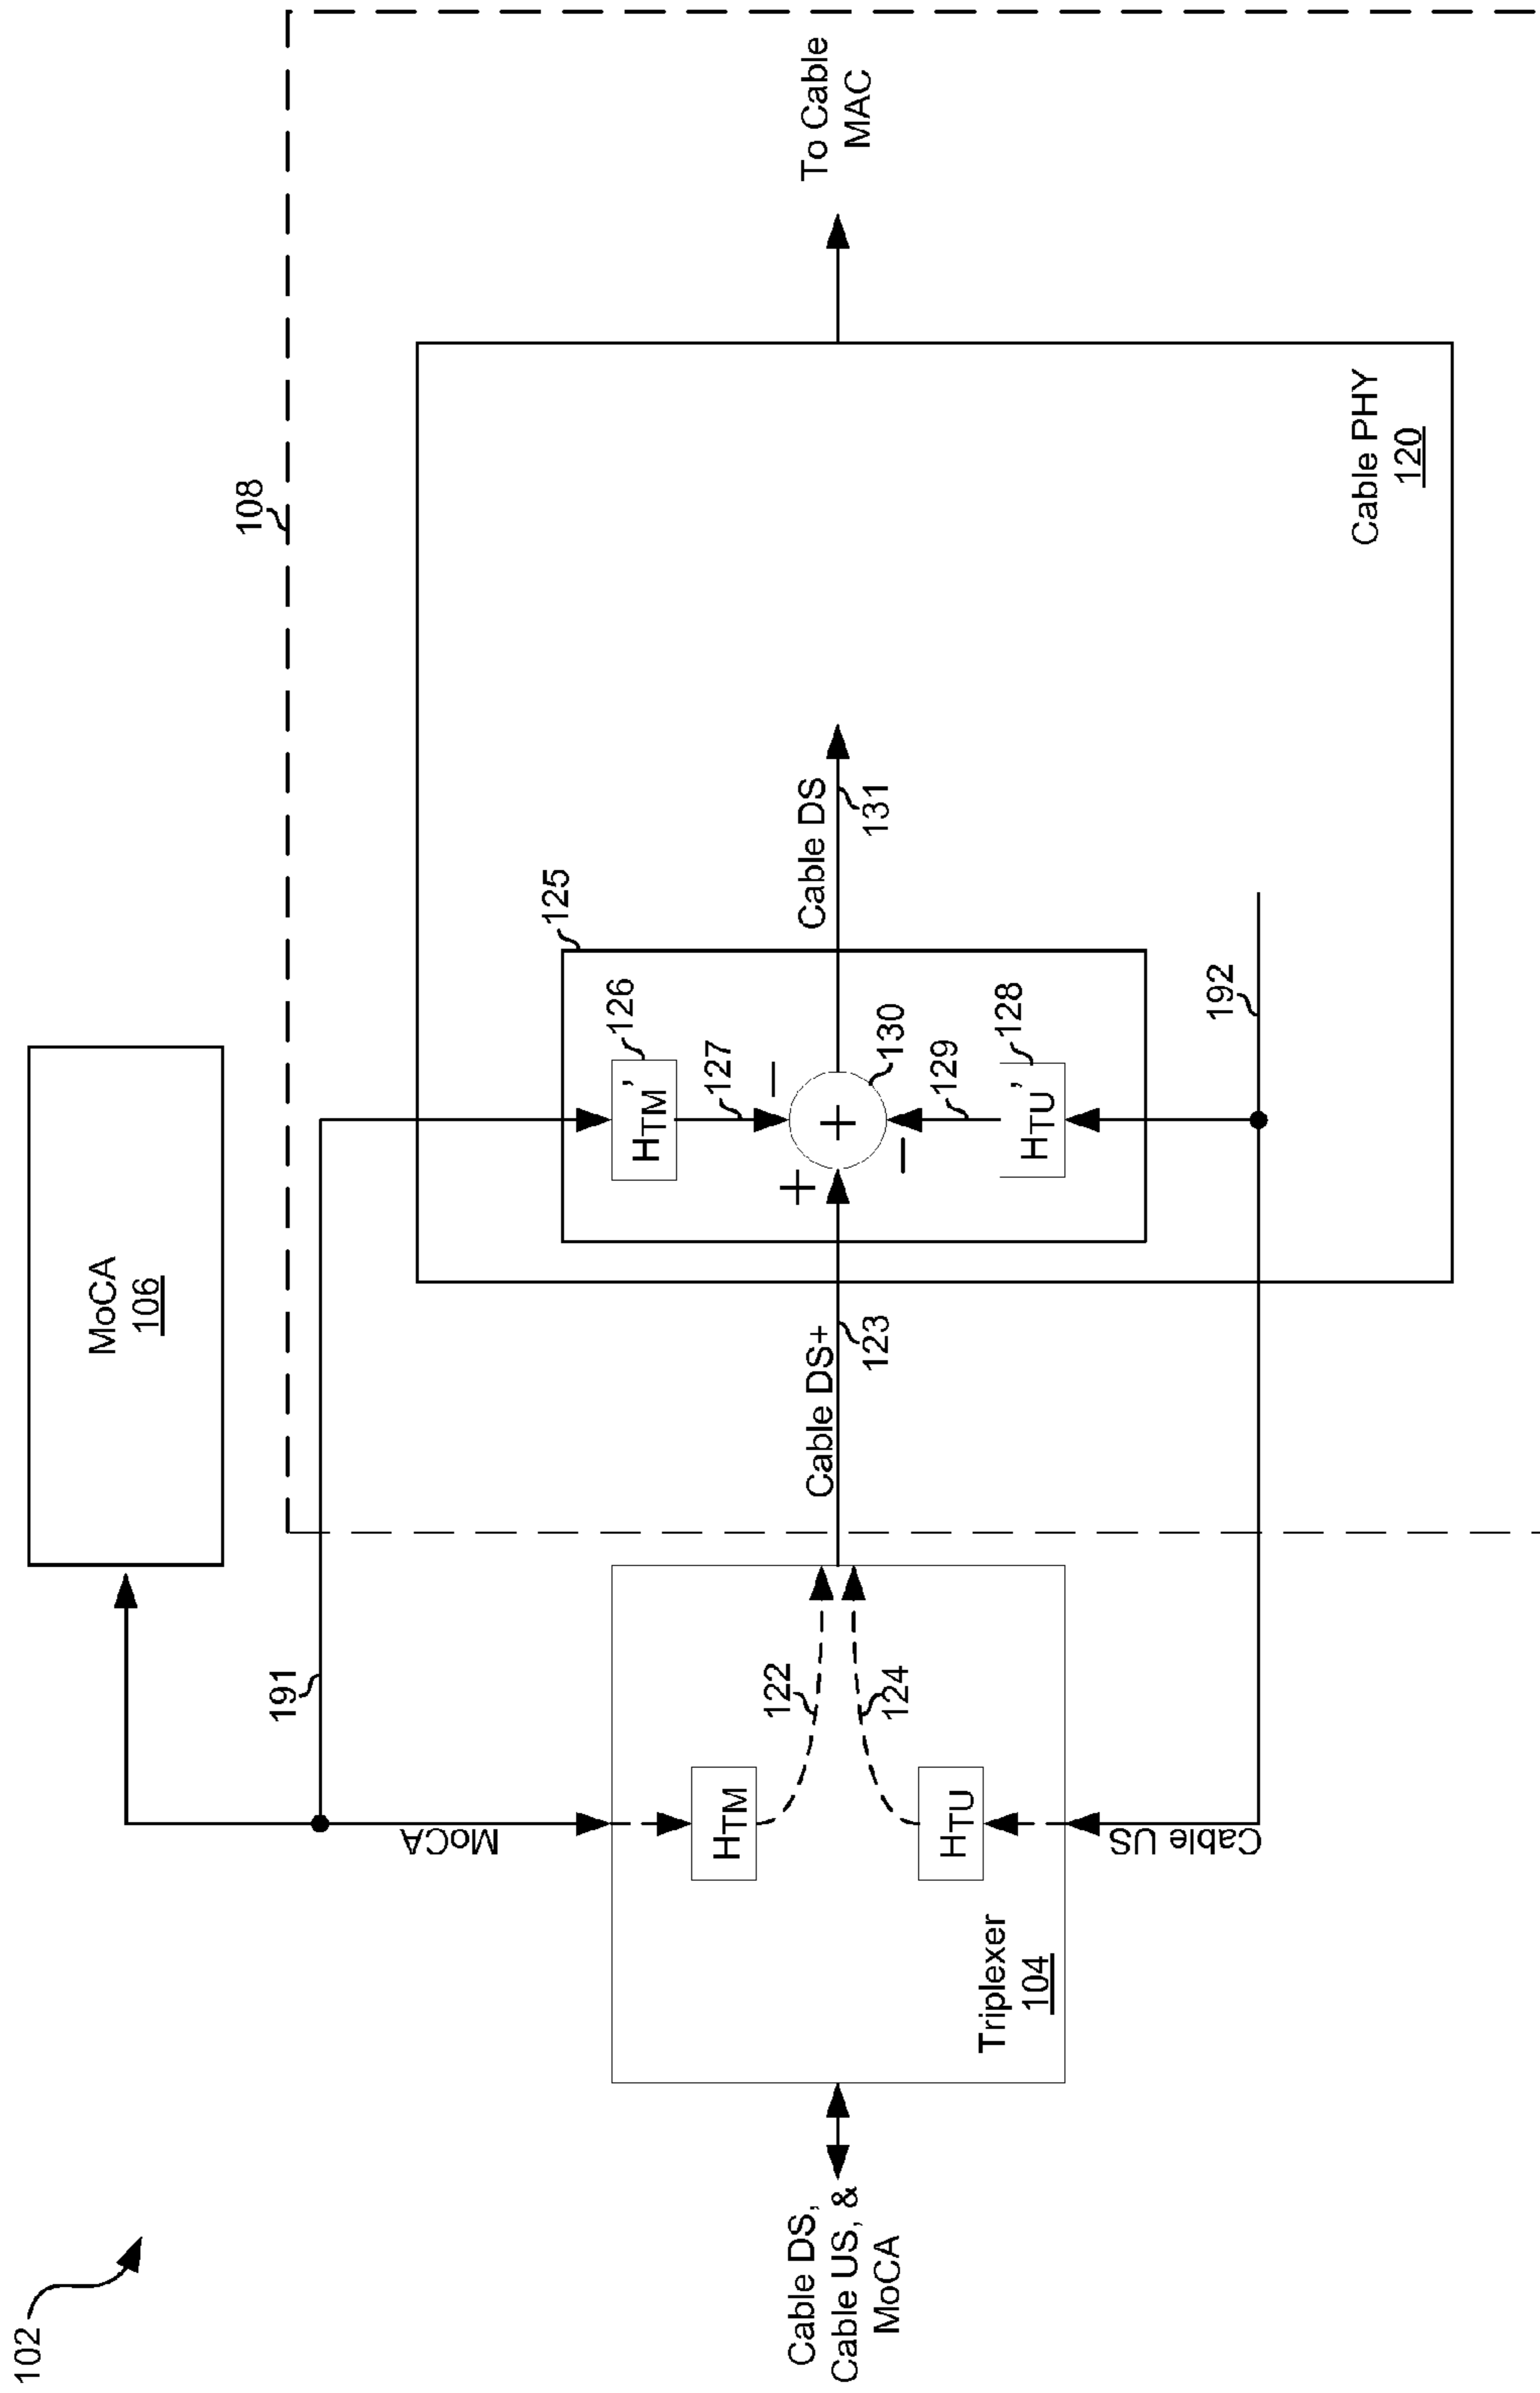 102
MoCA
106
108
191
MoCA
Cable DS,
Cable US, &
MoCA
Triplexer
104
HTM
122
HTU
124
Cable US
Cable DS+
123
125
HTM'
126
127
−
+
+
130
−
129
HTU'
128
192
Cable DS
131
Cable PHY
120
To Cable
MAC